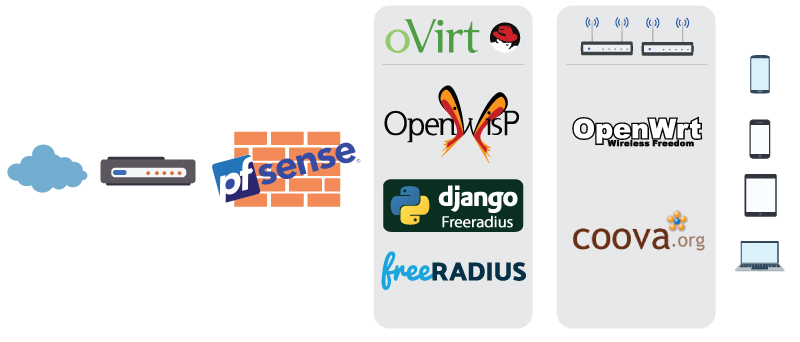 pfsense
oVirt
OpenWisP
django
Freeradius
freeRADIUS
OpenWrt
Wireless Freedom
coova.org